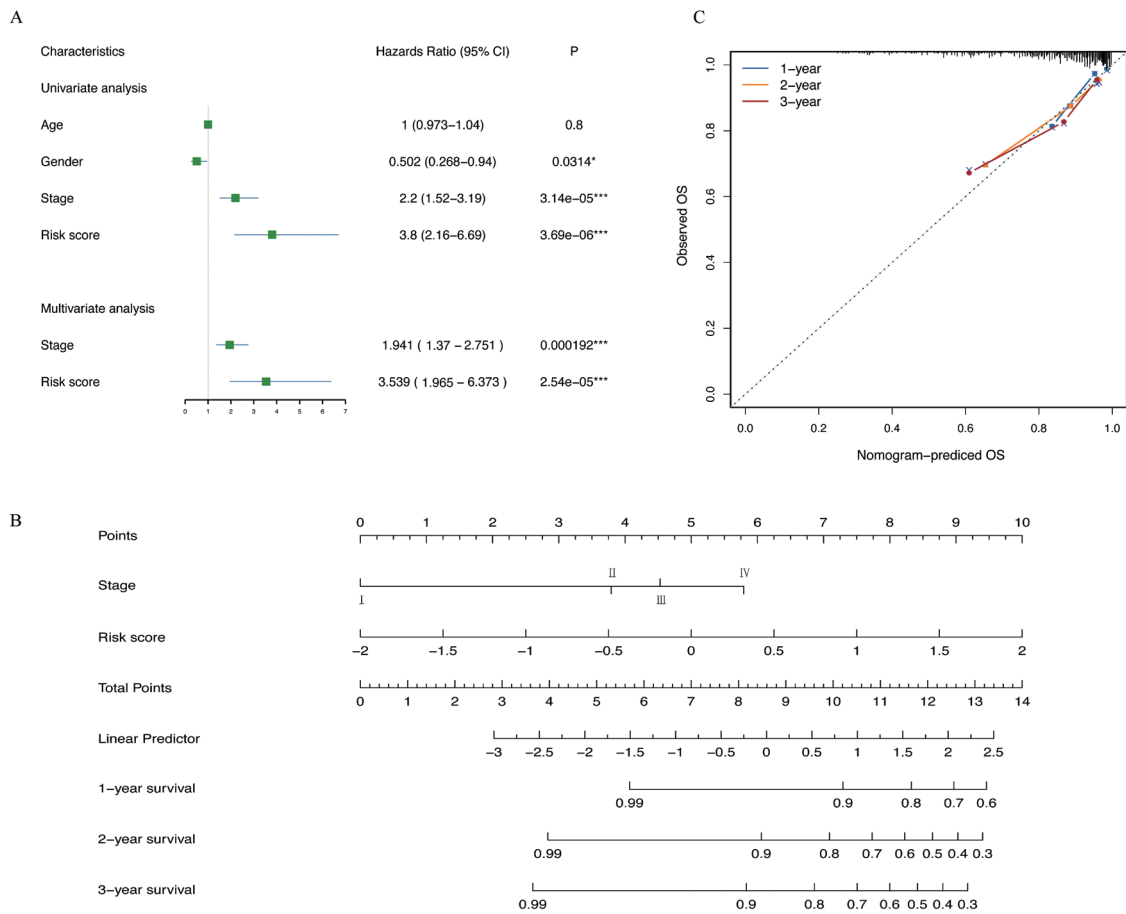 A
Characteristics Hazards Ratio (95% CI) P
Univariate analysis
Age 1 (0.973–1.04) 0.8
Gender 0.502 (0.268–0.94) 0.0314*
Stage 2.2 (1.52–3.19) 3.14e−05***
Risk score 3.8 (2.16–6.69) 3.69e−06***
Multivariate analysis
Stage 1.941 ( 1.37 − 2.751 ) 0.000192***
Risk score 3.539 ( 1.965 − 6.373 ) 2.54e−05***
0 1 2 3 4 5 6 7
C
1−year
2−year
3−year
Observed OS
1.0
0.8
0.6
0.4
0.2
0.0
0.0 0.2 0.4 0.6 0.8 1.0
Nomogram−prediced OS
B
Points 0 1 2 3 4 5 6 7 8 9 10
Stage I II III IV
Risk score −2 −1.5 −1 −0.5 0 0.5 1 1.5 2
Total Points 0 1 2 3 4 5 6 7 8 9 10 11 12 13 14
Linear Predictor −3 −2.5 −2 −1.5 −1 −0.5 0 0.5 1 1.5 2 2.5
1−year survival 0.99 0.9 0.8 0.7 0.6
2−year survival 0.99 0.9 0.8 0.7 0.6 0.5 0.4 0.3
3−year survival 0.99 0.9 0.8 0.7 0.6 0.5 0.4 0.3